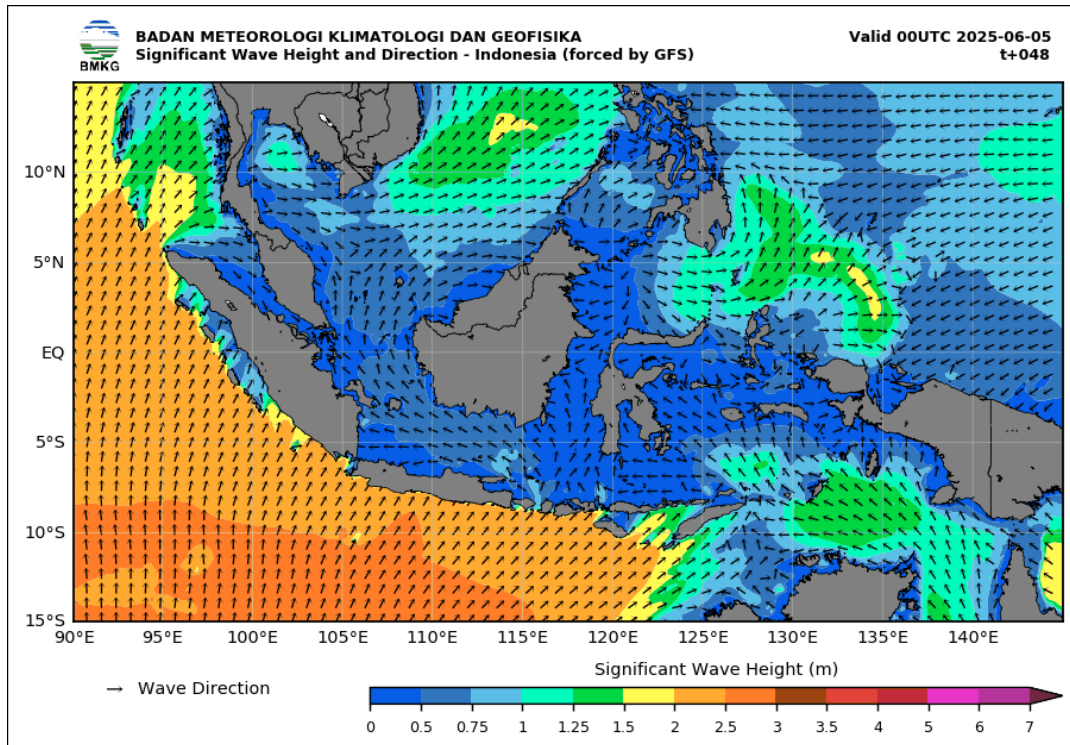 BADAN METEOROLOGI KLIMATOLOGI DAN GEOFISIKA
Valid 00UTC 2025-06-05
Significant Wave Height and Direction - Indonesia (forced by GFS)
t+048
BMKG
10°N
5°N
EQ
5°S
10°S
15°S
90°E 95°E 100°E 105°E 110°E 115°E 120°E 125°E 130°E 135°E 140°E
Significant Wave Height (m)
Wave Direction
0 0.5 0.75 1 1.25 1.5 2 2.5 3 3.5 4 5 6 7